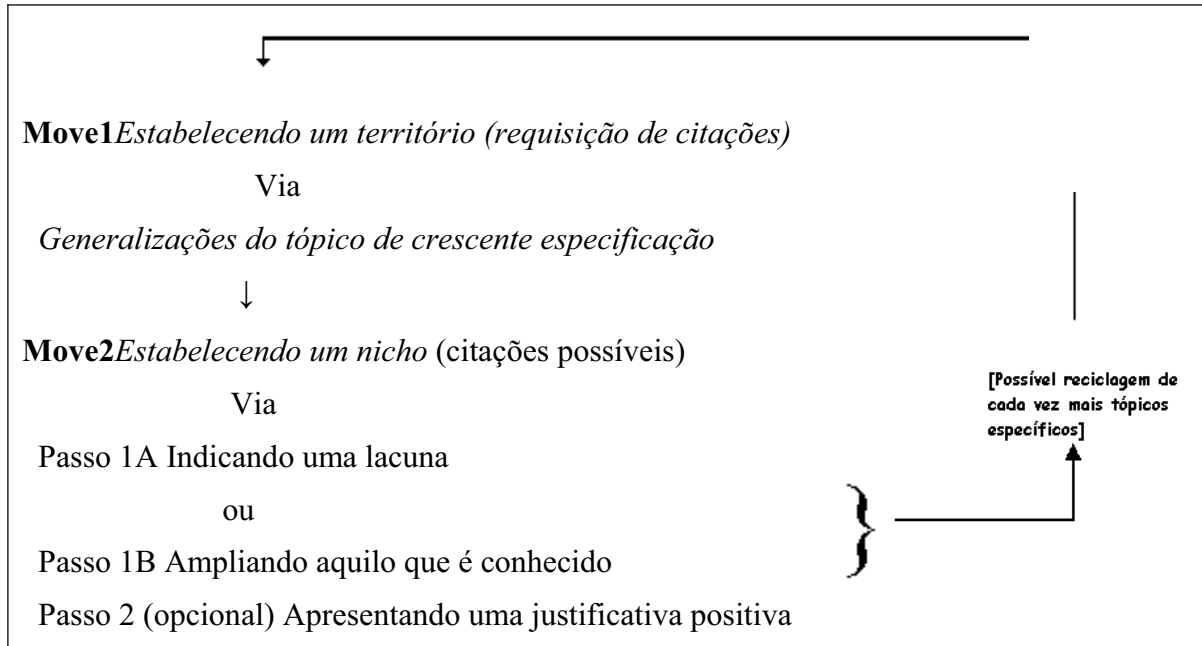 Move1Estabelecendo um território (requisição de citações)
Via
Generalizações do tópico de crescente especificação
↓
Move2Estabelecendo um nicho (citações possíveis)
Via
Passo 1A Indicando uma lacuna
ou
Passo 1B Ampliando aquilo que é conhecido
Passo 2 (opcional) Apresentando uma justificativa positiva
[Possível reciclagem de
cada vez mais tópicos
específicos]